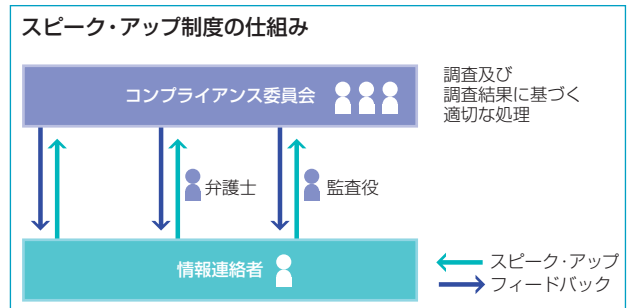 スピーク・アップ制度の仕組み
コンプライアンス委員会
調査及び
調査結果に基づく
適切な処理
弁護士
監査役
情報連絡者
スピーク・アップ
フィードバック